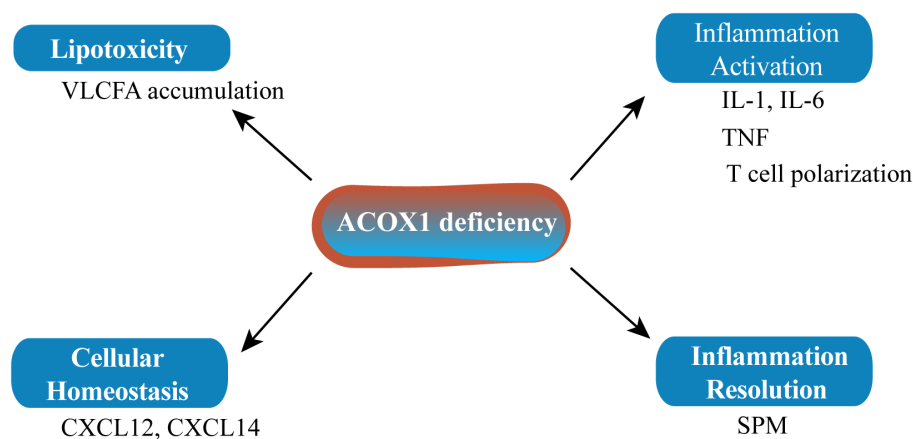 Lipotoxicity
VLCFA accumulation
Inflammation
Activation
IL-1, IL-6
TNF
T cell polarization
ACOX1 deficiency
Cellular
Homeostasis
CXCL12, CXCL14
Inflammation
Resolution
SPM